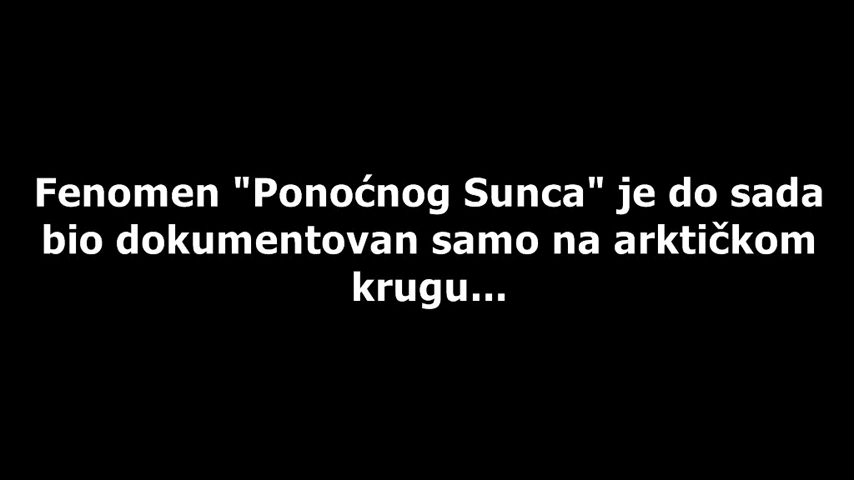 Fenomen "Ponoćnog Sunca" je do sada
bio dokumentovan samo na arktičkom
krugu...